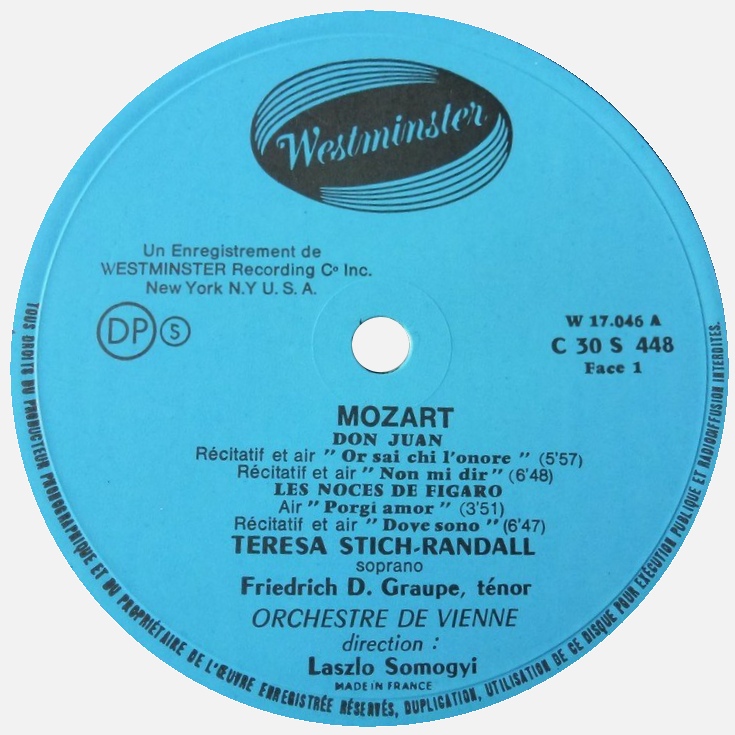 Westminster
Un Enregistrement de
WESTMINSTER Recording Cº Inc.
New York N.Y U. S. A.
DP S
W 17.046 A
C 30 S 448
Face 1
MOZART
DON JUAN
Récitatif et air " Or sai chi l'onore " (5'57)
Récitatif et air " Non mi dir " (6'48)
LES NOCES DE FIGARO
Air " Porgi amor " (3'51)
Récitatif et air " Dove sono " (6'47)
TERESA STICH-RANDALL
soprano
Friedrich D. Graupe, ténor
ORCHESTRE DE VIENNE
direction :
Laszlo Somogyi
MADE IN FRANCE
TOUS DROITS DU PRODUCTEUR PHONOGRAPHIQUE ET DU PROPRIÉTAIRE DE L'ŒUVRE ENREGISTRÉE RÉSERVÉS, DUPLICATION, UTILISATION DE CE DISQUE POUR EXÉCUTION PUBLIQUE ET RADIODIFFUSION INTERDITES.